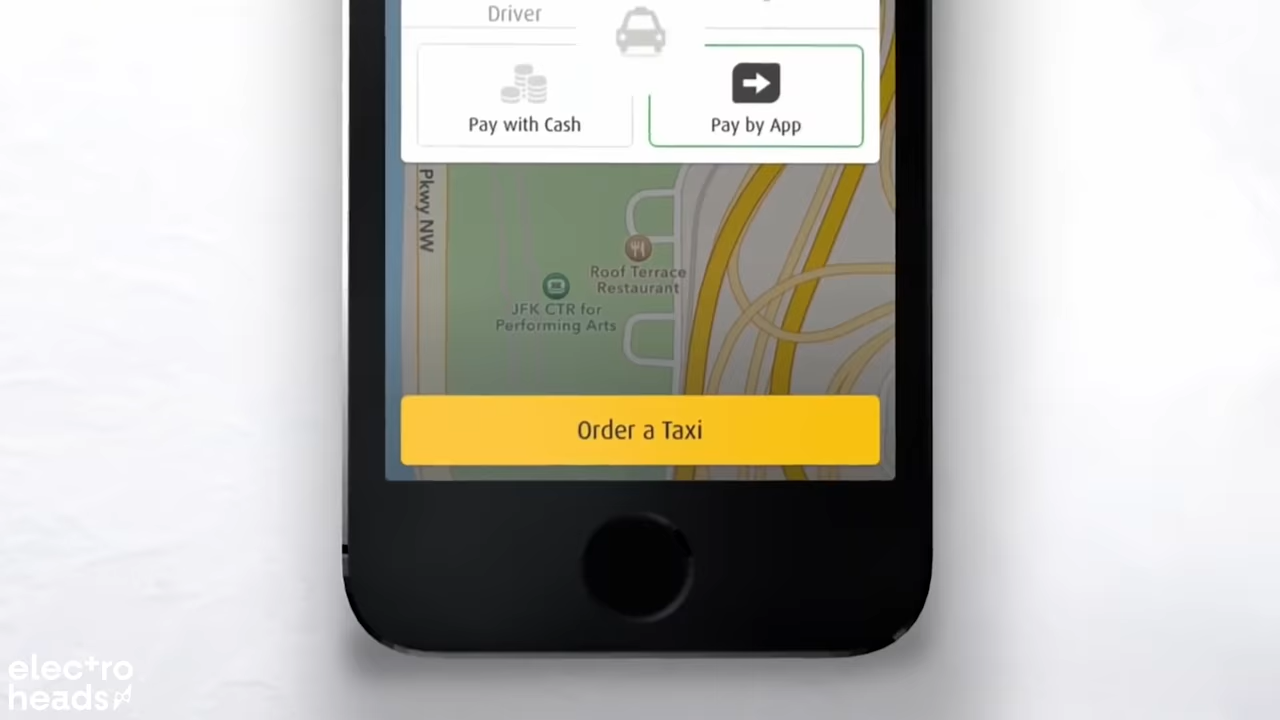 Driver
Pay with Cash
Pay by App
Pkwy NW
Roof Terrace
Restaurant
JFK CTR for
Performing Arts
Order a Taxi
electro
heads